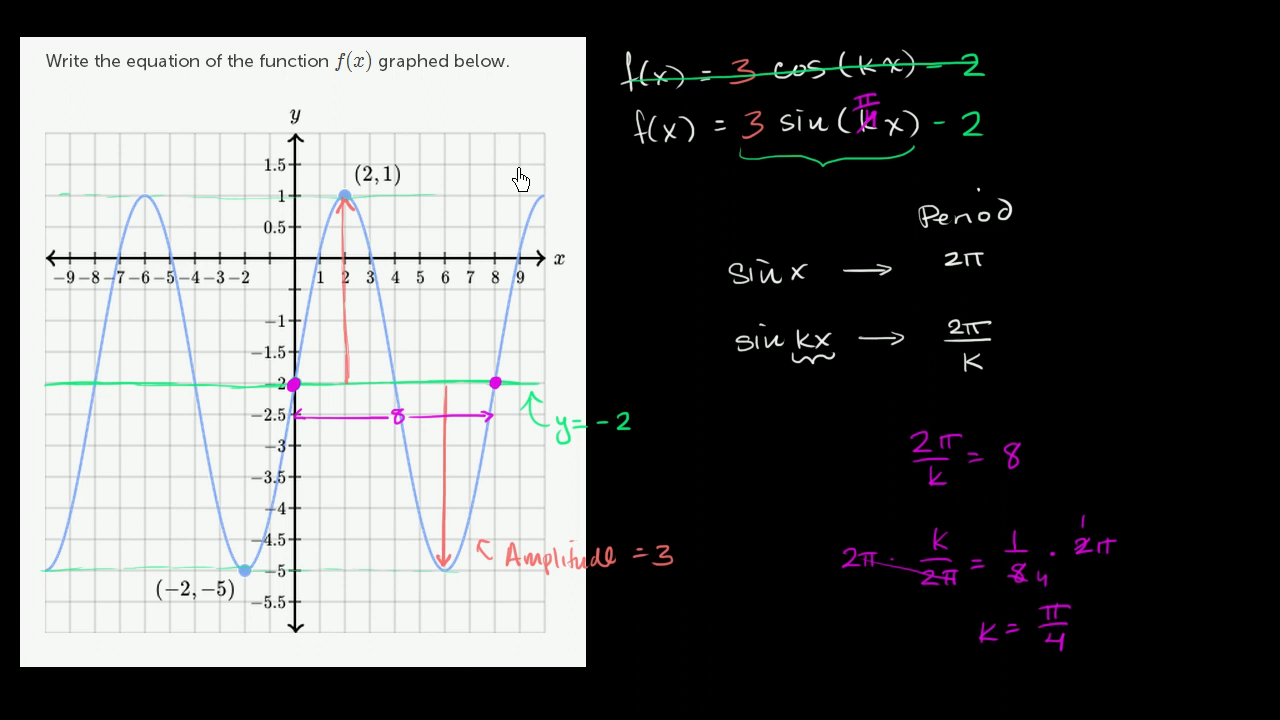 Write the equation of the function f(x) graphed below.
f(x) = 3 cos(kx) - 2
f(x) = 3 sin(kx) - 2
π
y
(2, 1)
1.5
1
0.5
x
-9 -8 -7 -6 -5 -4 -3 -2 1 2 3 4 5 6 7 8 9
-1
-1.5
-2
-2.5
-3
-3.5
-4
-4.5
-5
-5.5
8
y = -2
(-2, -5)
Amplitude = 3
Period
sin x → 2π
sin kx → 2π/K
2π/k = 8
2π · k/2π = 1/8 4 · 1 2π
k = π/4